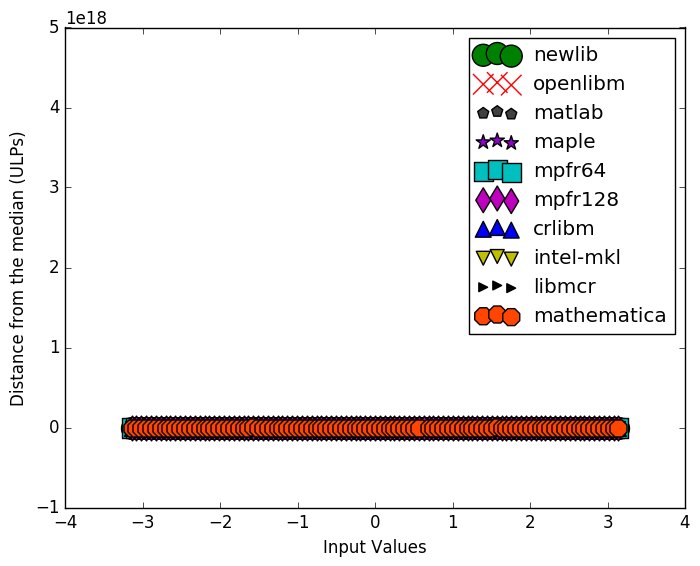 1e18
5
4
3
2
1
0
−1
−4 −3 −2 −1 0 1 2 3 4
Distance from the median (ULPs)
Input Values
newlib
openlibm
matlab
maple
mpfr64
mpfr128
crlibm
intel-mkl
libmcr
mathematica